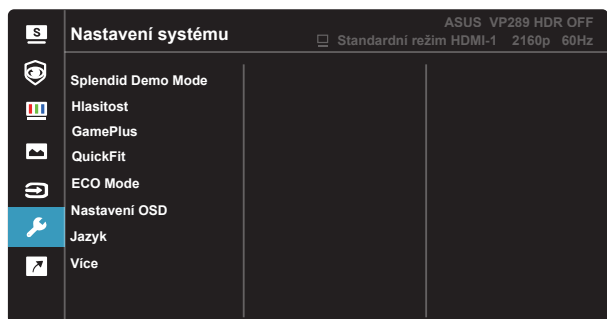 S
Nastavení systému
ASUS VP289 HDR OFF
Standardní režim HDMI-1 2160p 60Hz
Splendid Demo Mode
Hlasitost
GamePlus
QuickFit
ECO Mode
Nastavení OSD
Jazyk
Více